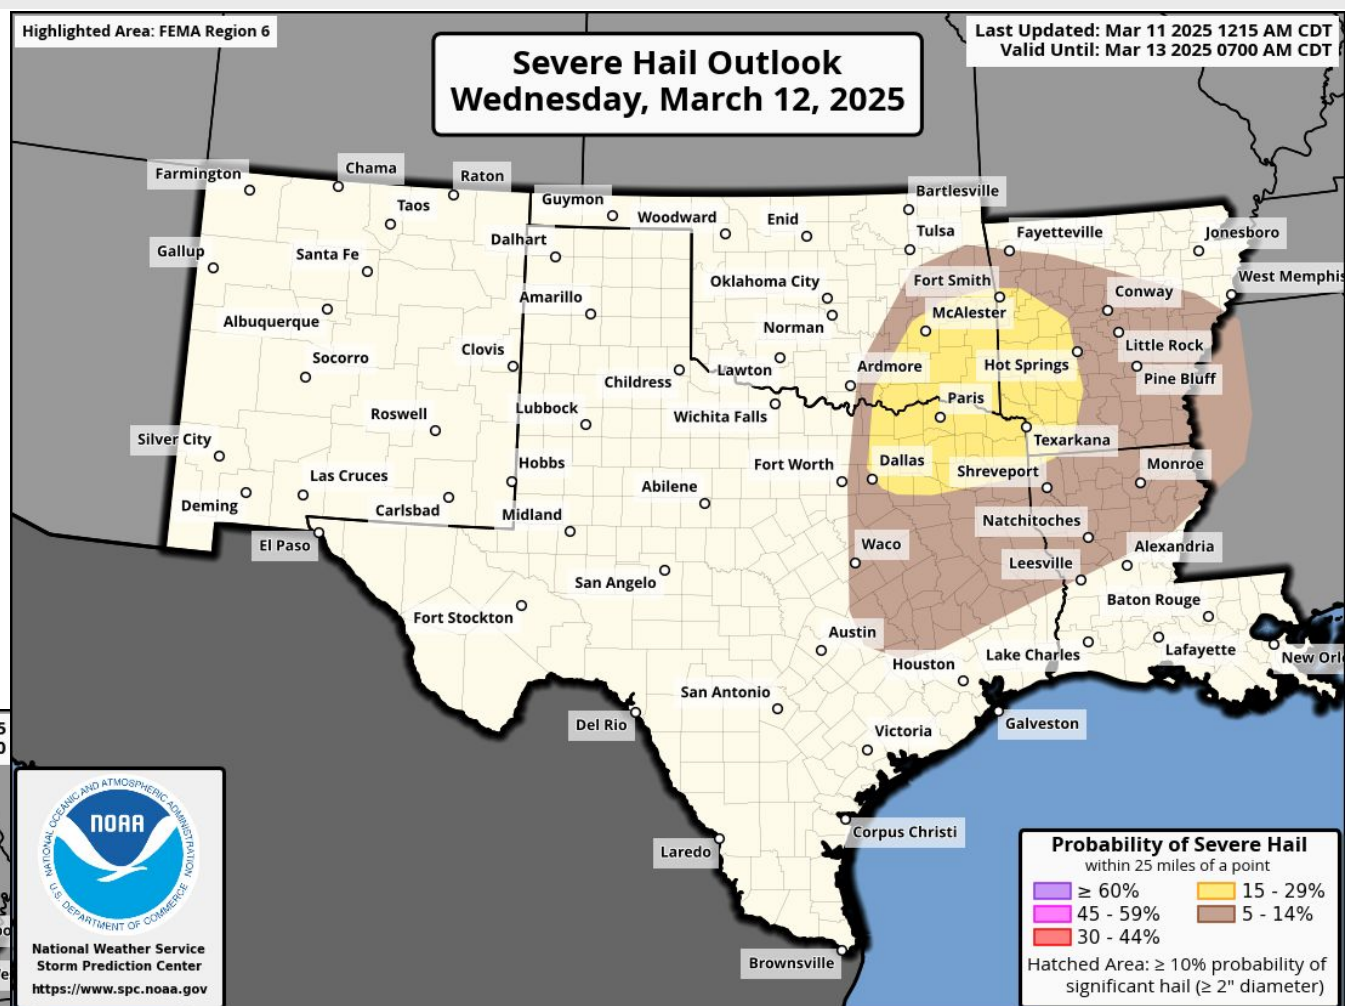 Highlighted Area: FEMA Region 6
Last Updated: Mar 11 2025 1215 AM CDT
Valid Until: Mar 13 2025 0700 AM CDT
Severe Hail Outlook
Wednesday, March 12, 2025
Farmington
Chama
Raton
Taos
Guymon
Woodward
Enid
Bartlesville
Tulsa
Fayetteville
Jonesboro
Gallup
Santa Fe
Dalhart
Oklahoma City
Fort Smith
West Memphis
Albuquerque
Amarillo
Norman
McAlester
Conway
Little Rock
Socorro
Clovis
Childress
Lawton
Ardmore
Hot Springs
Pine Bluff
Roswell
Lubbock
Wichita Falls
Paris
Texarkana
Silver City
Las Cruces
Hobbs
Abilene
Fort Worth
Dallas
Shreveport
Monroe
Deming
Carlsbad
Midland
Natchitoches
El Paso
San Angelo
Waco
Leesville
Alexandria
Fort Stockton
Austin
Baton Rouge
Houston
Lake Charles
Lafayette
New Orl
San Antonio
Del Rio
Victoria
Galveston
Laredo
Corpus Christi
Brownsville
5
0
NATIONAL OCEANIC AND ATMOSPHERIC ADMINISTRATION
NOAA
U.S. DEPARTMENT OF COMMERCE
National Weather Service
Storm Prediction Center
https://www.spc.noaa.gov
Probability of Severe Hail
within 25 miles of a point
≥ 60% 15 - 29%
45 - 59% 5 - 14%
30 - 44%
Hatched Area: ≥ 10% probability of
significant hail (≥ 2" diameter)